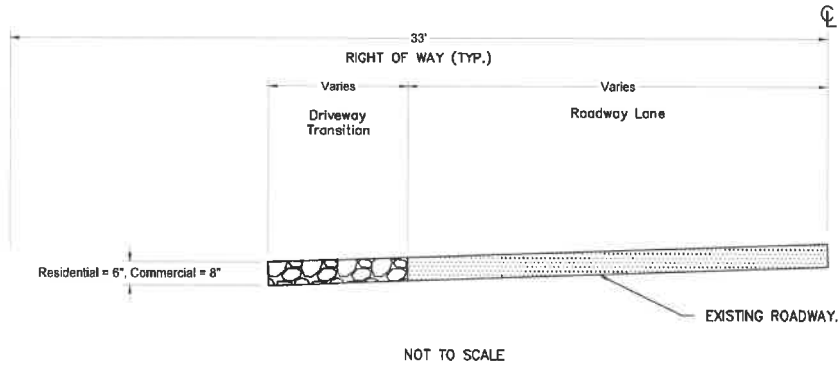 ℄
33'
RIGHT OF WAY (TYP.)
Varies
Varies
Driveway
Transition
Roadway Lane
Residential = 6", Commercial = 8"
EXISTING ROADWAY.
NOT TO SCALE